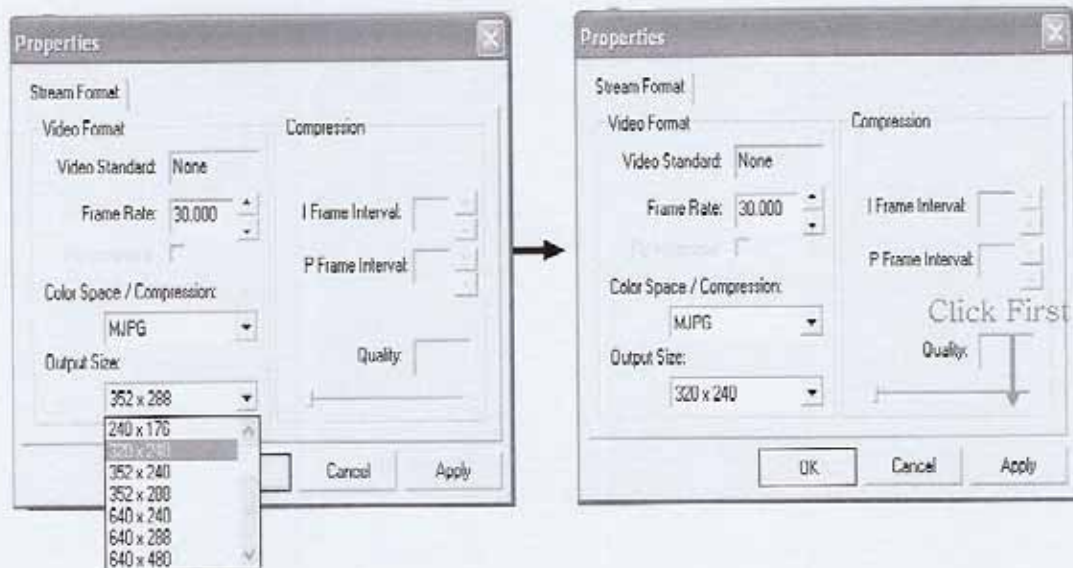 Properties
Stream Format
Video Format
Compression
Video Standard: None
Frame Rate: 30.000
I Frame Interval:
P Frame Interval:
Color Space / Compression:
MJPG
Quality:
Output Size:
352 x 288
240 x 176
320 x 240
352 x 240
352 x 288
640 x 240
640 x 288
640 x 480
Cancel
Apply
Properties
Stream Format
Video Format
Compression
Video Standard: None
Frame Rate: 30.000
I Frame Interval:
P Frame Interval:
Color Space / Compression:
MJPG
Click First
Quality:
Output Size:
320 x 240
OK
Cancel
Apply